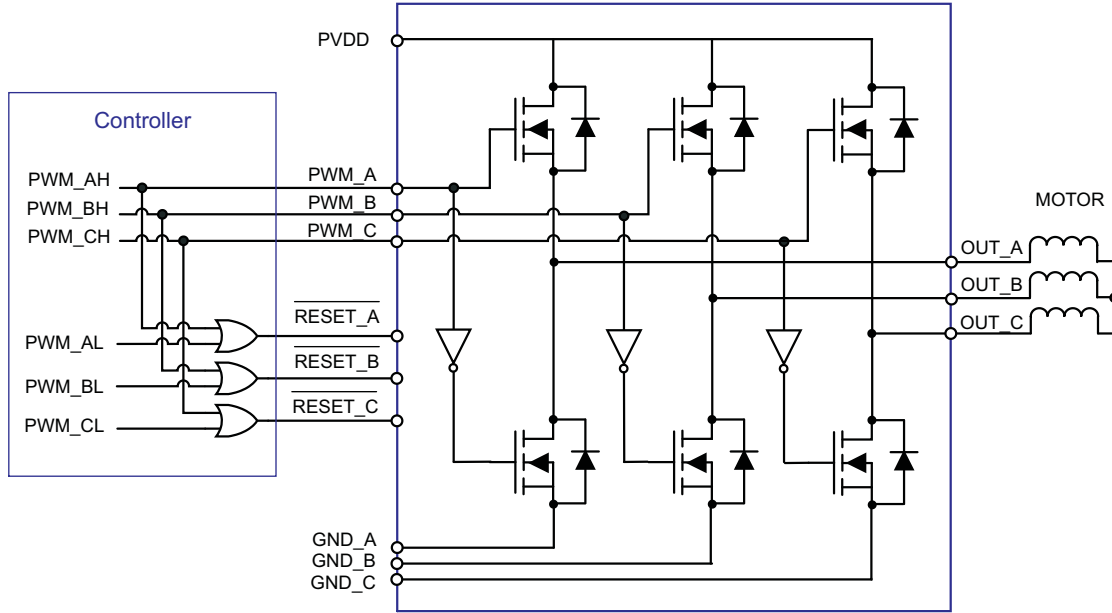 PVDD
Controller
PWM_AH
PWM_A
PWM_BH
PWM_B
MOTOR
PWM_CH
PWM_C
OUT_A
OUT_B
RESET_A
OUT_C
PWM_AL
RESET_B
PWM_BL
RESET_C
PWM_CL
GND_A
GND_B
GND_C